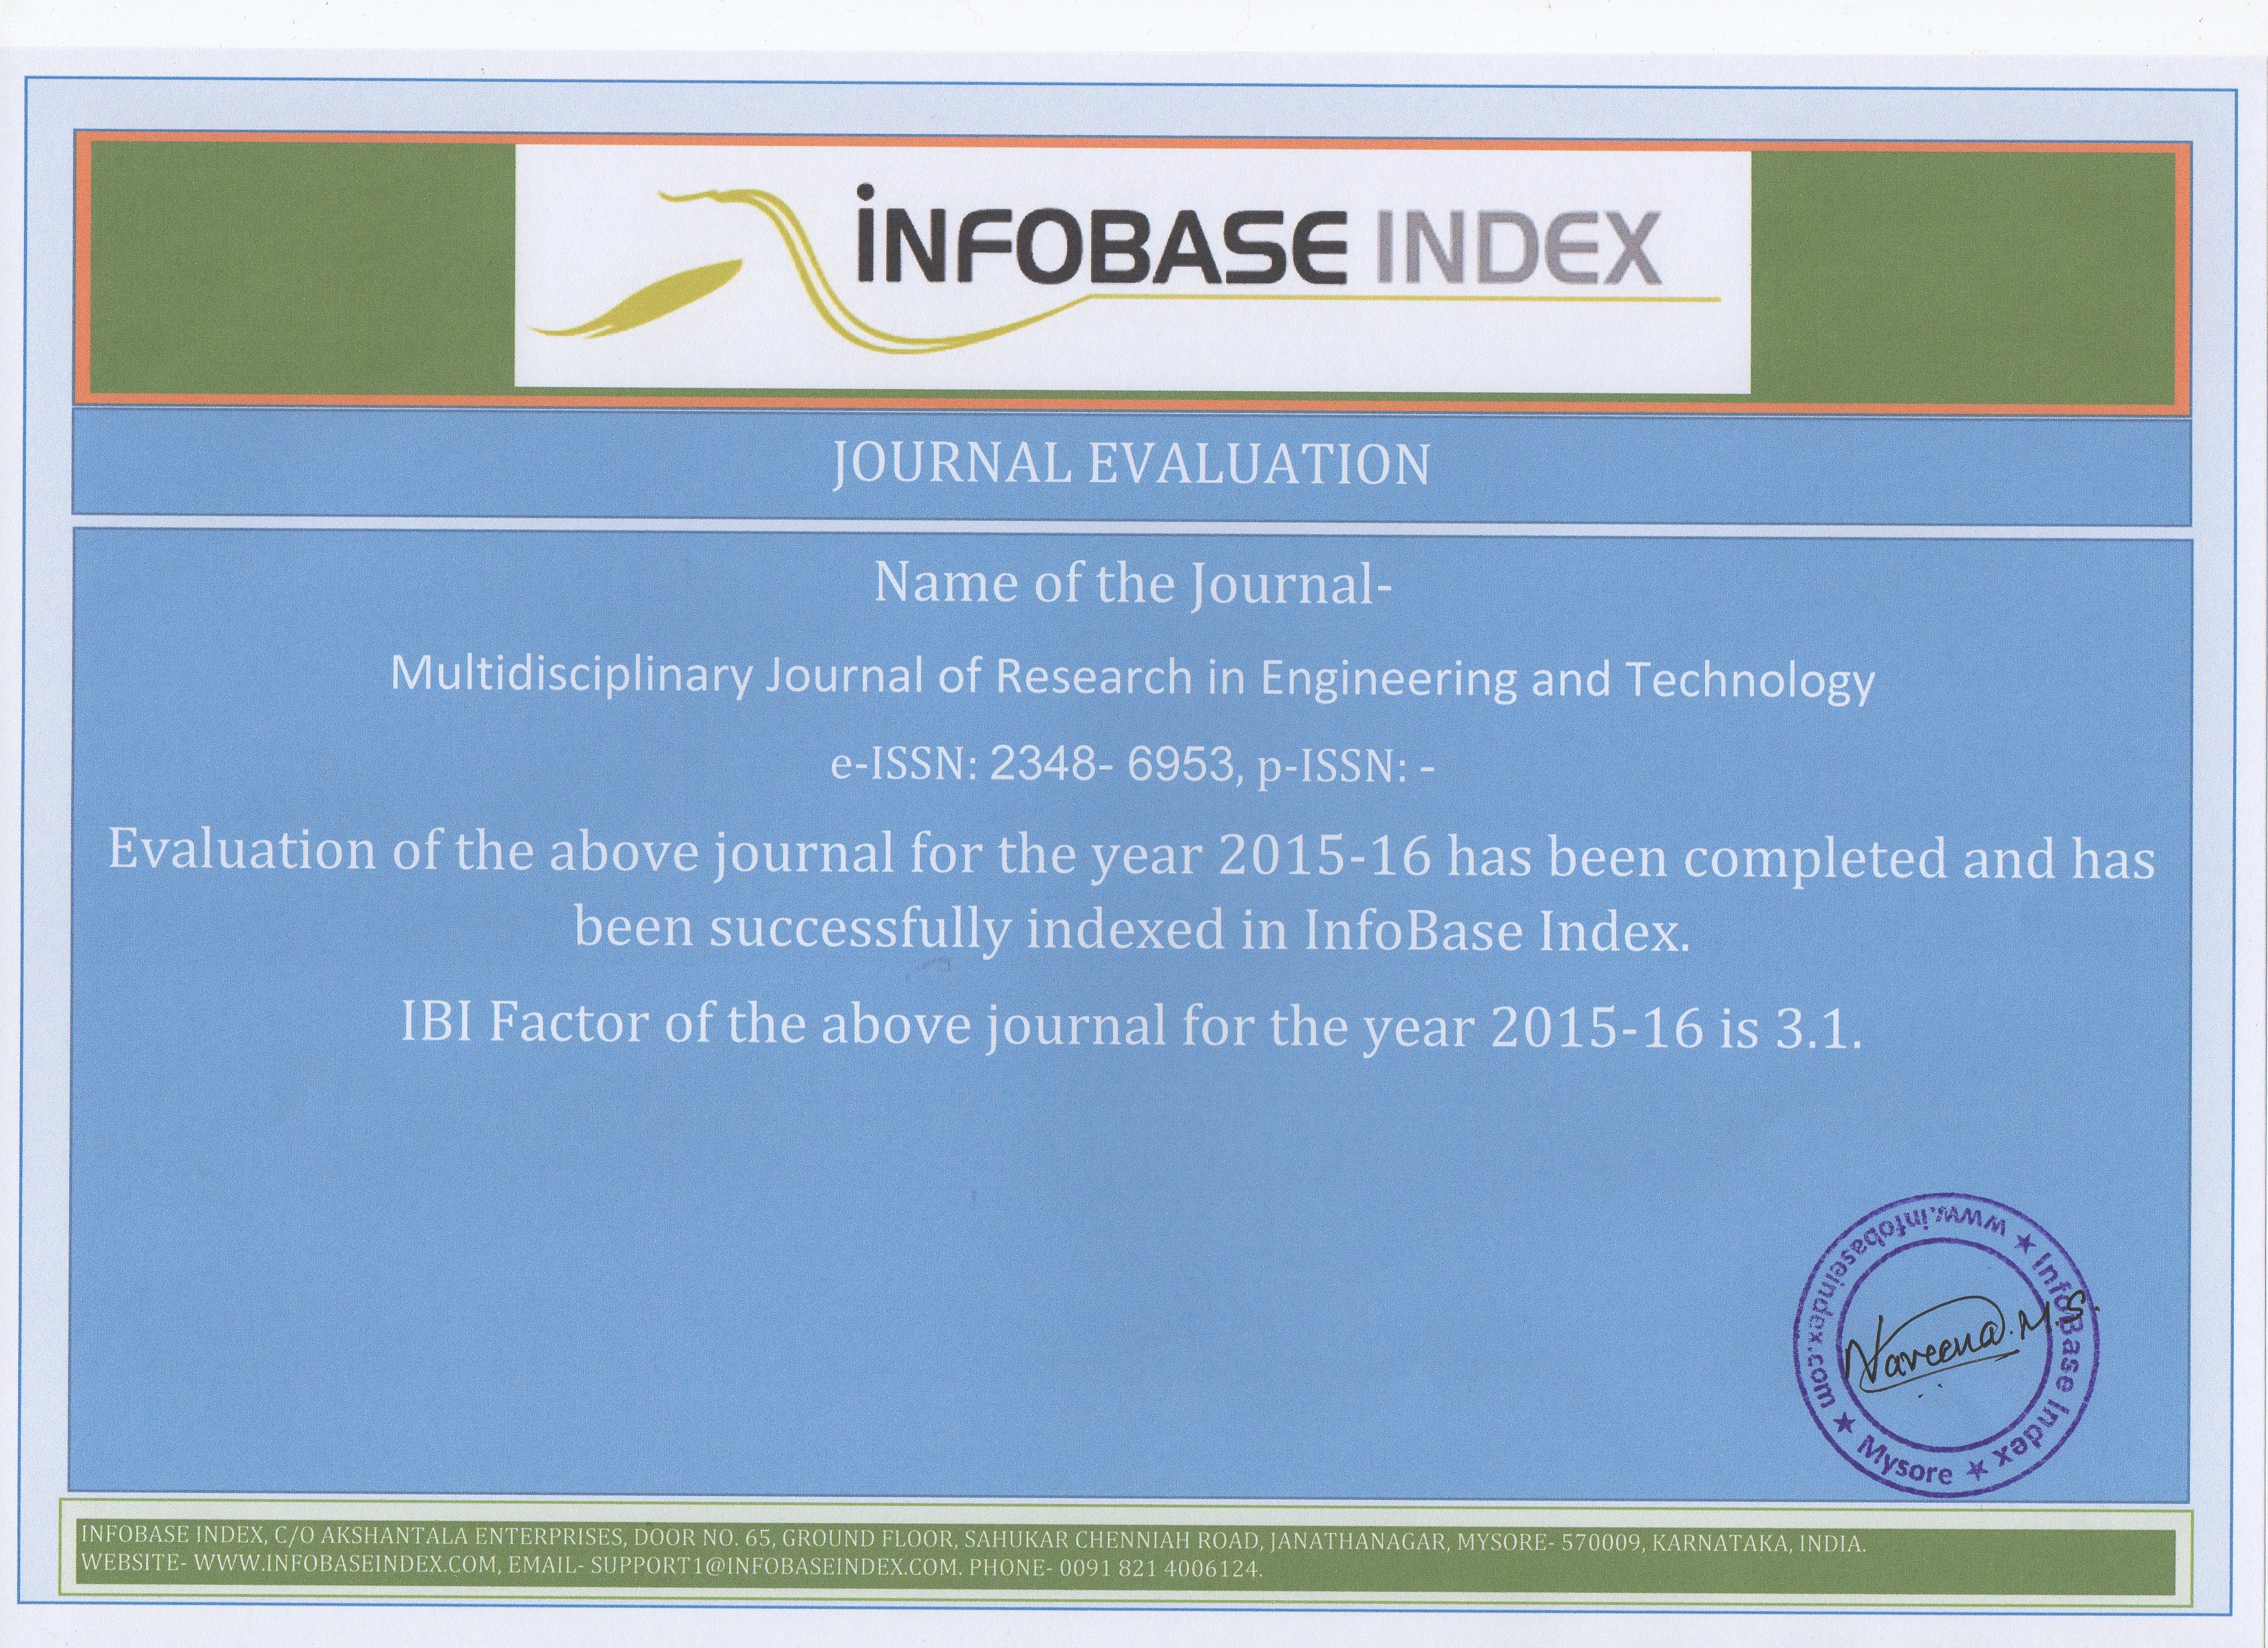 iNFOBASE INDEX
JOURNAL EVALUATION
Name of the Journal-
Multidisciplinary Journal of Research in Engineering and Technology
e-ISSN: 2348- 6953, p-ISSN: -
Evaluation of the above journal for the year 2015-16 has been completed and has
been successfully indexed in InfoBase Index.
IBI Factor of the above journal for the year 2015-16 is 3.1.
www.infobaseindex.com ★ InfoBase Index ★ Mysore ★
Naveena.M.S.
INFOBASE INDEX, C/O AKSHANTALA ENTERPRISES, DOOR NO. 65, GROUND FLOOR, SAHUKAR CHENNIAH ROAD, JANATHANAGAR, MYSORE- 570009, KARNATAKA, INDIA.
WEBSITE- WWW.INFOBASEINDEX.COM, EMAIL- SUPPORT1@INFOBASEINDEX.COM. PHONE- 0091 821 4006124.